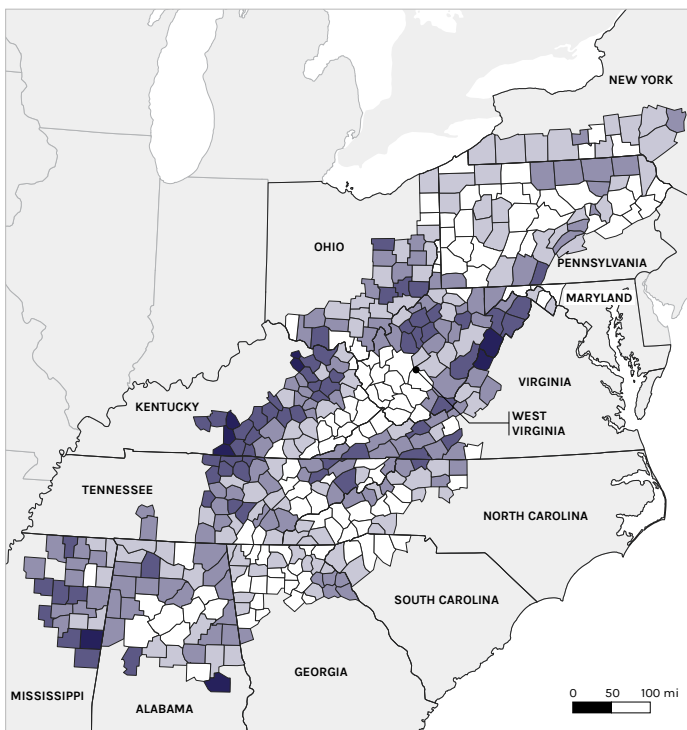 NEW YORK
OHIO
PENNSYLVANIA
MARYLAND
VIRGINIA
KENTUCKY
WEST
VIRGINIA
TENNESSEE
NORTH CAROLINA
SOUTH CAROLINA
GEORGIA
MISSISSIPPI
ALABAMA
0 50 100 mi